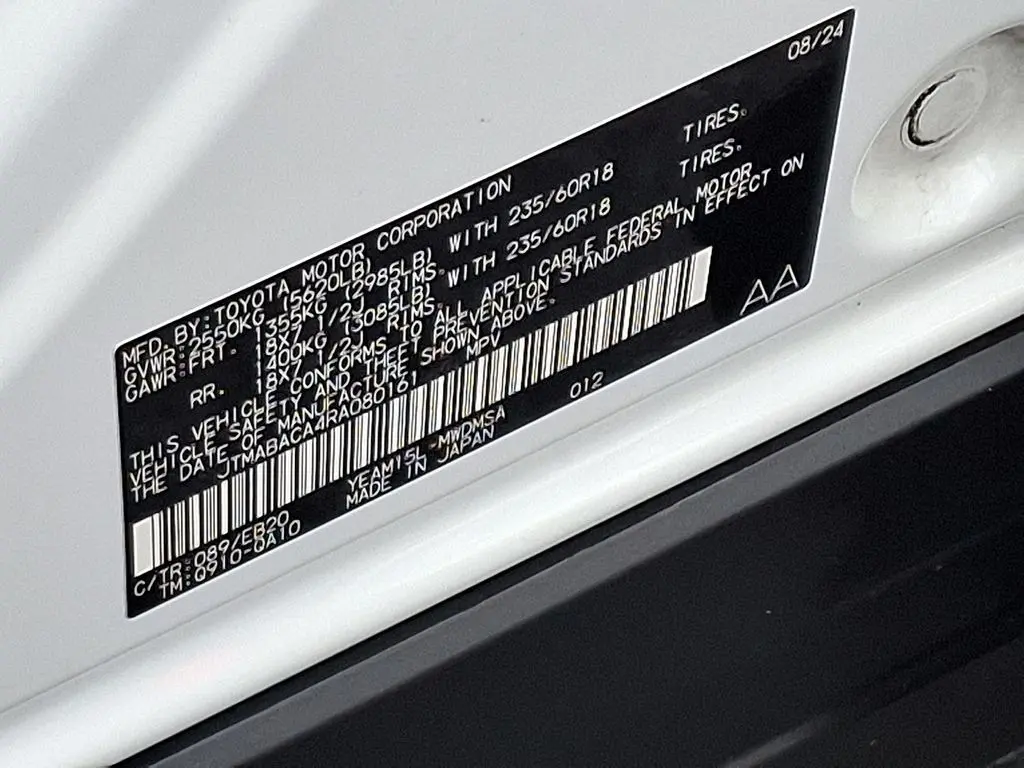 08/24
MFD. BY: TOYOTA MOTOR CORPORATION
GVWR: 2550KG (5620LB)
GAWR: FRT. 1355KG (2985LB) WITH 235/60R18 TIRES.
18X7 1/2J RIMS.
RR. 1400KG (3085LB) WITH 235/60R18 TIRES.
18X7 1/2J RIMS.
THIS VEHICLE CONFORMS TO ALL APPLICABLE FEDERAL MOTOR
VEHICLE SAFETY AND THEFT PREVENTION STANDARDS IN EFFECT ON
THE DATE OF MANUFACTURE SHOWN ABOVE.
JTMABACA4RA080161 MPV
AA
012
YEAM15L-MWDMSA
MADE IN JAPAN
C/TR: 089/EB20
TM: Q910-QA10